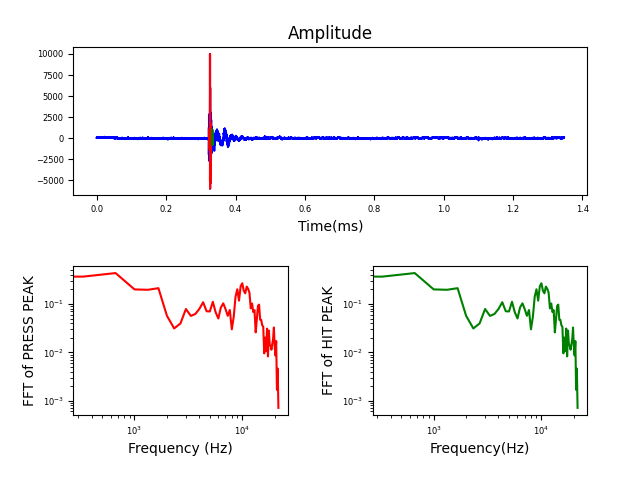 Amplitude
10000
7500
5000
2500
0
−2500
−5000
0.0 0.2 0.4 0.6 0.8 1.0 1.2 1.4
Time(ms)
FFT of PRESS PEAK
10⁻¹
10⁻²
10⁻³
10³ 10⁴
Frequency (Hz)
FFT of HIT PEAK
10⁻¹
10⁻²
10⁻³
10³ 10⁴
Frequency(Hz)